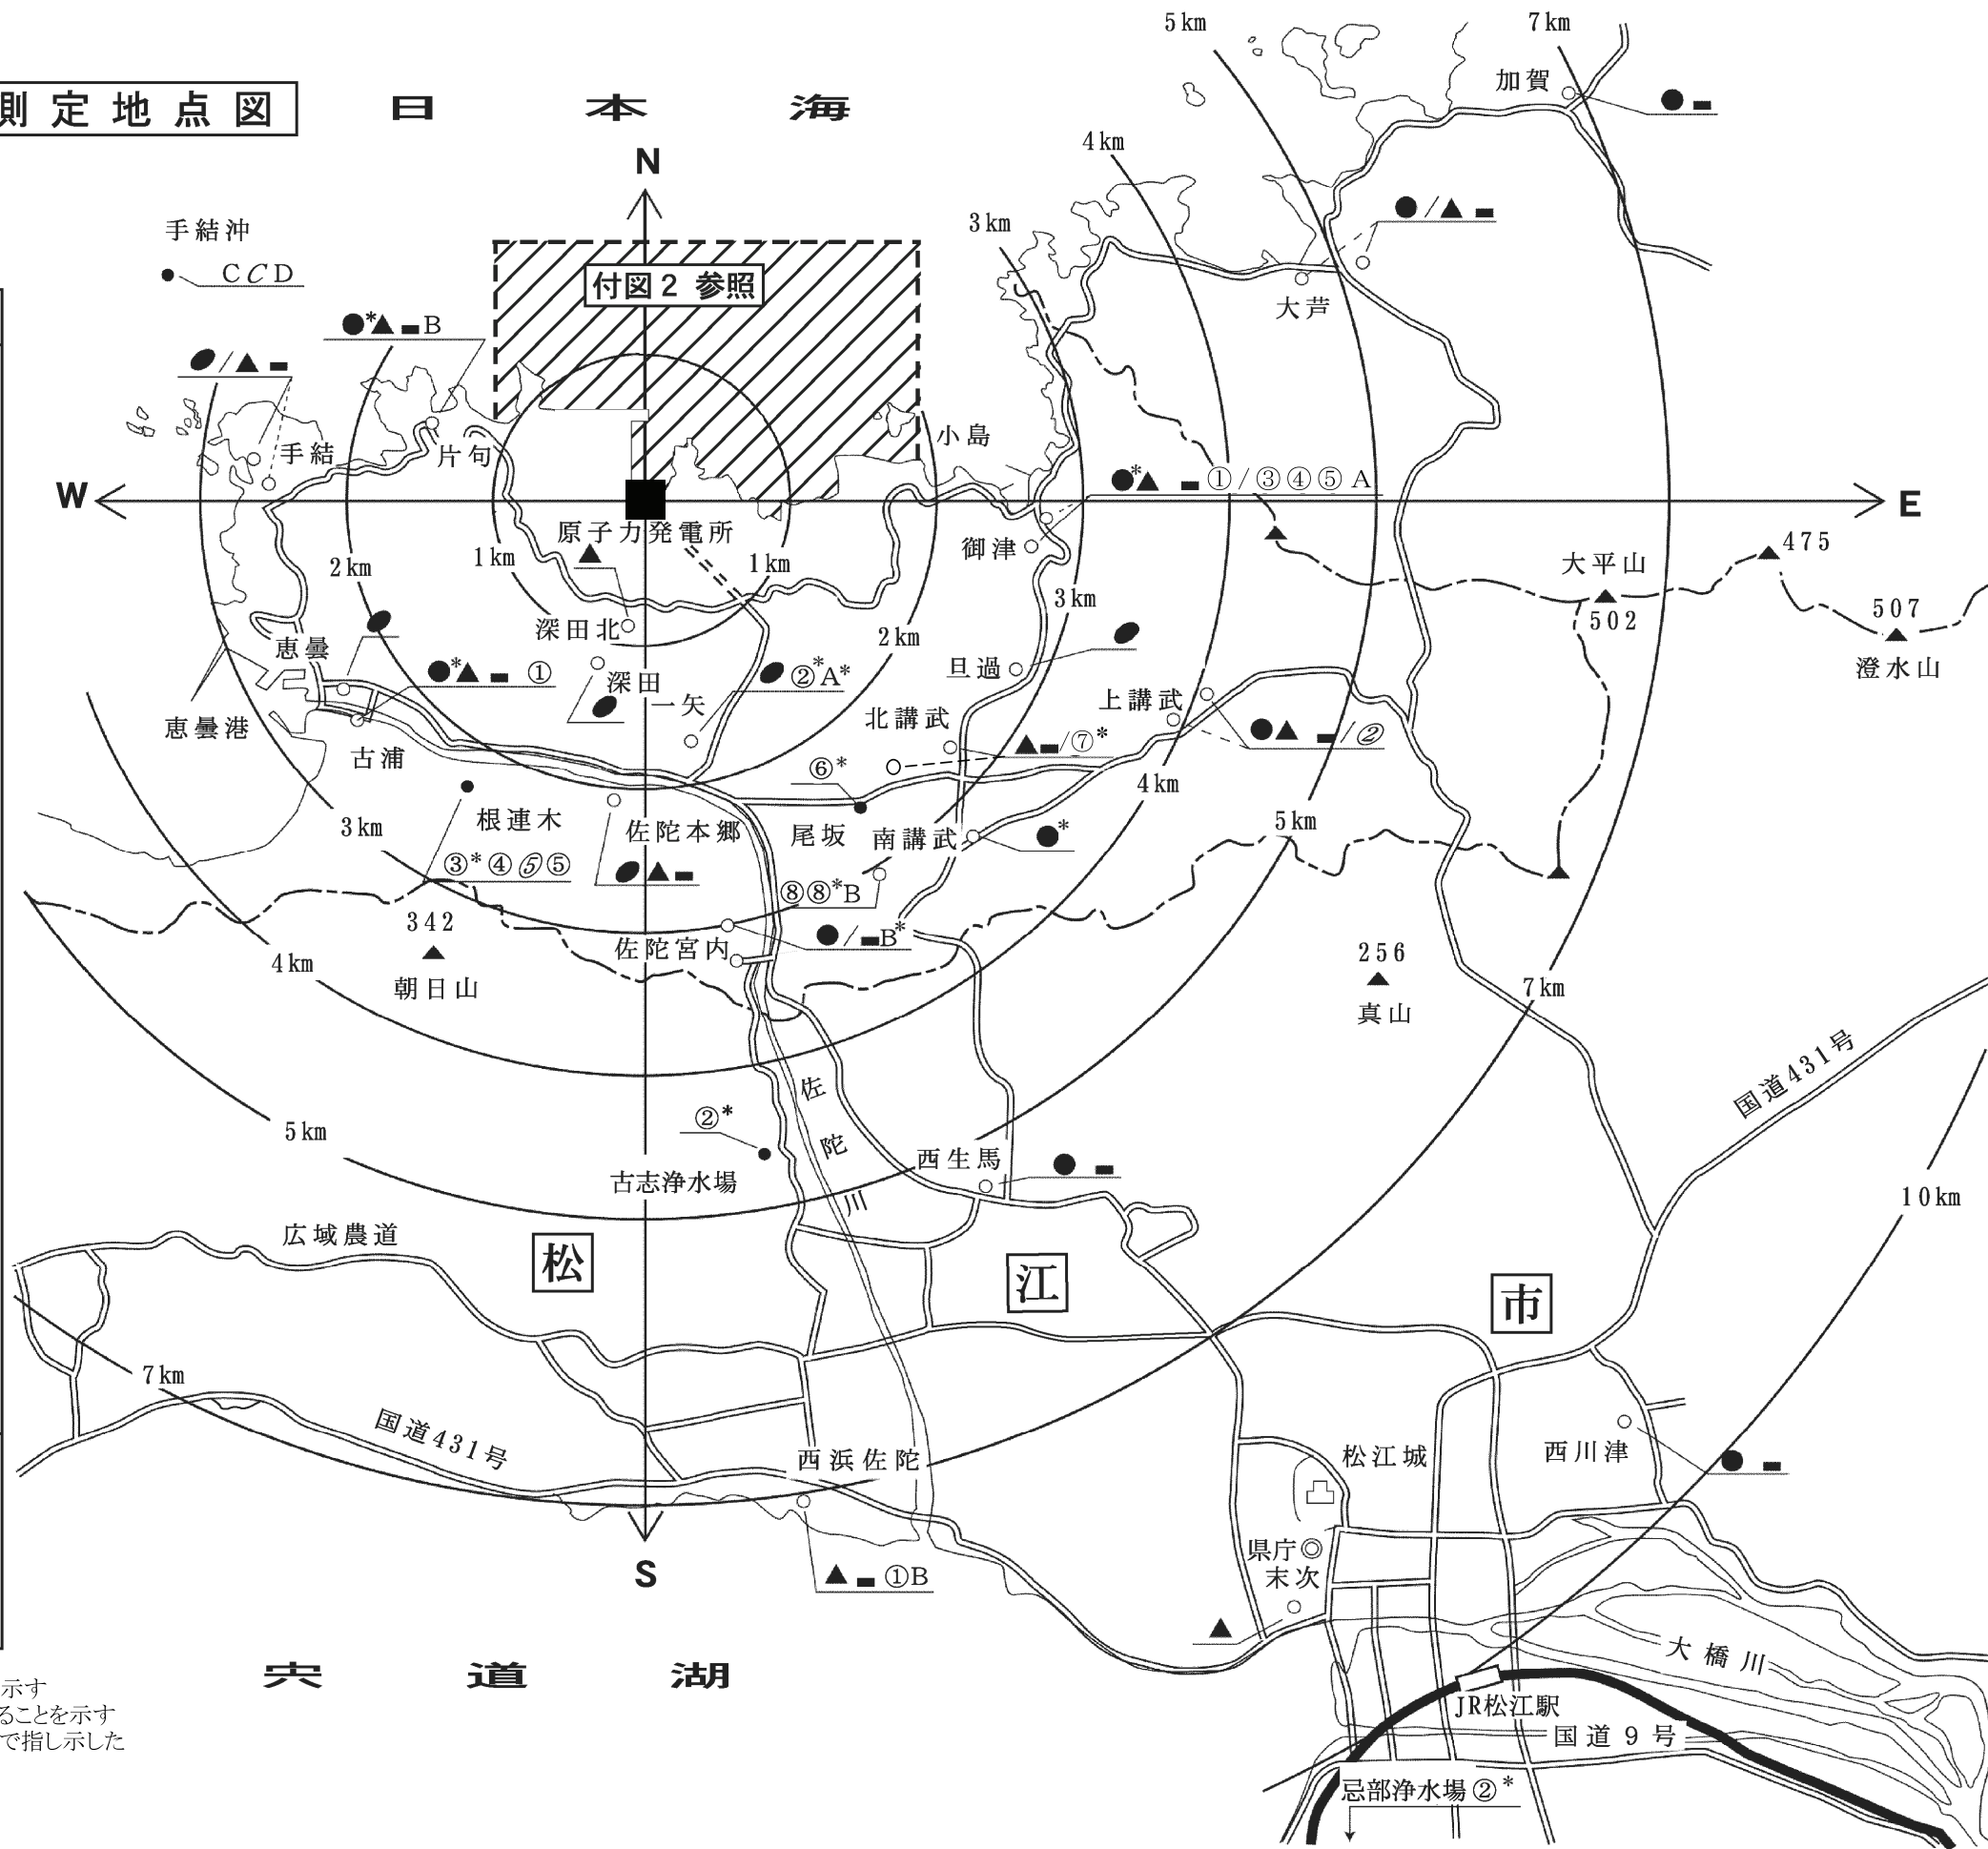 5km
7km
加賀
●▬
測定地点図
日本海
4km
N
3km
●/▲▬
手結沖
CCD
付図2 参照
大芦
●*▲▬B
/▲▬
小島
手結
片句
●*▲▬①/③④⑤A
W
E
原子力発電所
御津
475
大平山
1km
1km
▲
2km
3km
507
502
深田北
2km
恵曇
旦過
澄水山
●*▲▬①
深田
②*A*
上講武
一矢
北講武
恵曇港
●▲▬/②
古浦
▲▬/⑦*
⑥*
4km
根連木
3km
佐陀本郷
尾坂
南講武
●*
5km
③*④⑤⑤
▲▬
⑧⑧*B
342
●/▬B*
佐陀宮内
256
4km
朝日山
7km
真山
国道431号
佐陀川
②*
5km
西生馬
●▬
古志浄水場
10km
広域農道
松
江
市
7km
国道431号
西浜佐陀
松江城
西川津
●▬
県庁◎
S
▲▬①B
末次
▲
大橋川
宍道湖
示す
JR松江駅
ることを示す
国道9号
で指し示した
忌部浄水場②*